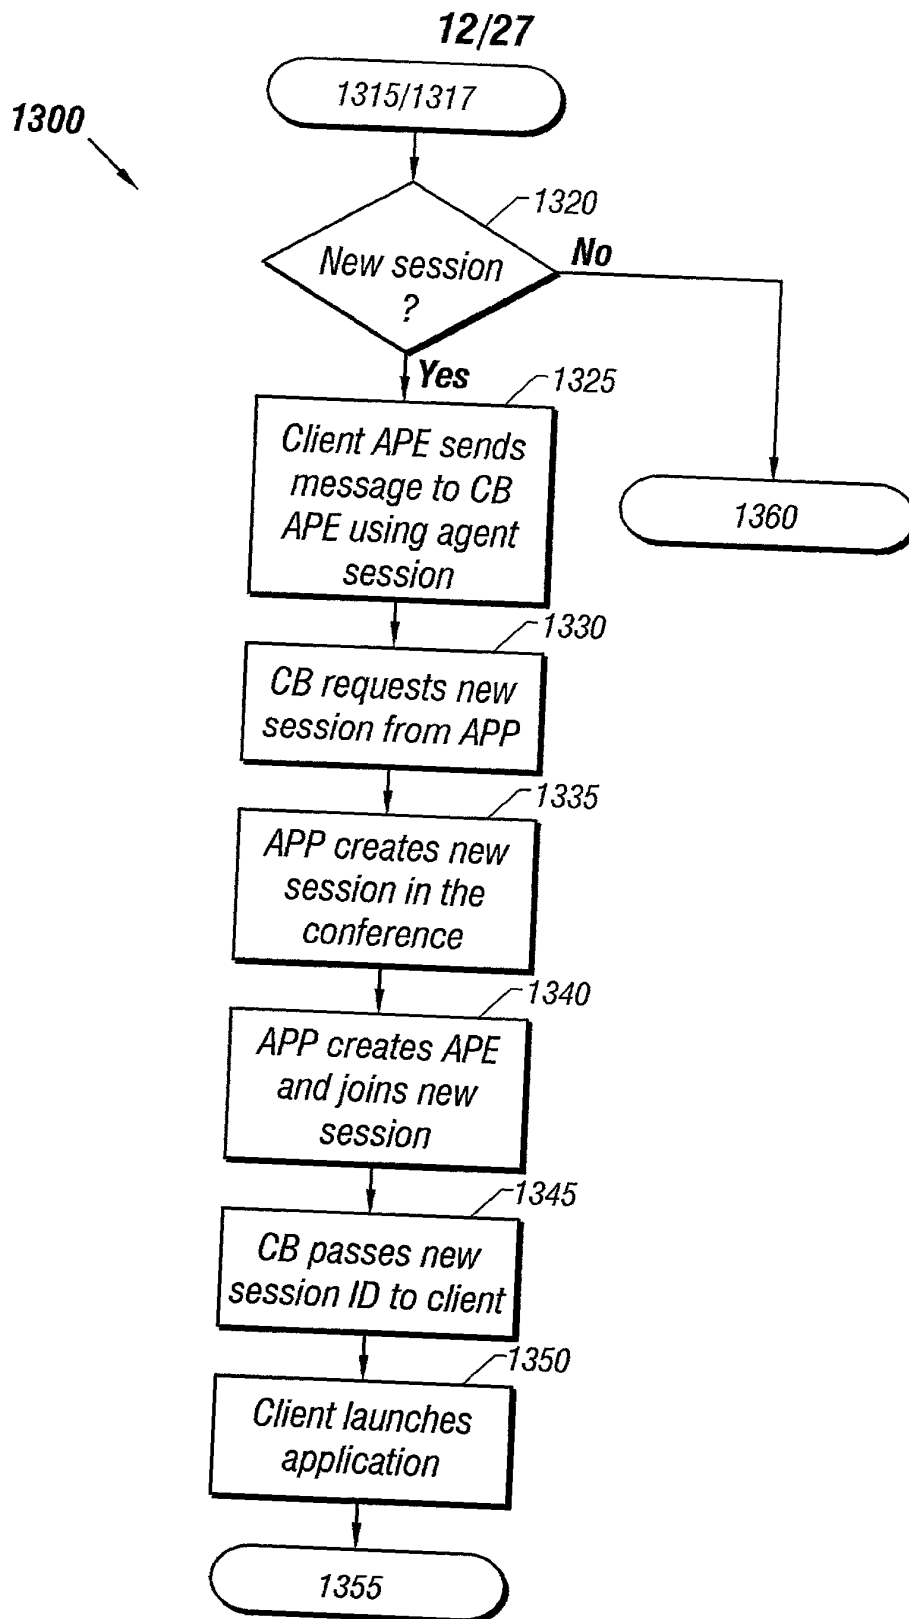 12/27
1315/1317
1300
1320
New session
?
No
Yes
1325
Client APE sends
message to CB
APE using agent
session
1360
1330
CB requests new
session from APP
1335
APP creates new
session in the
conference
1340
APP creates APE
and joins new
session
1345
CB passes new
session ID to client
1350
Client launches
application
1355